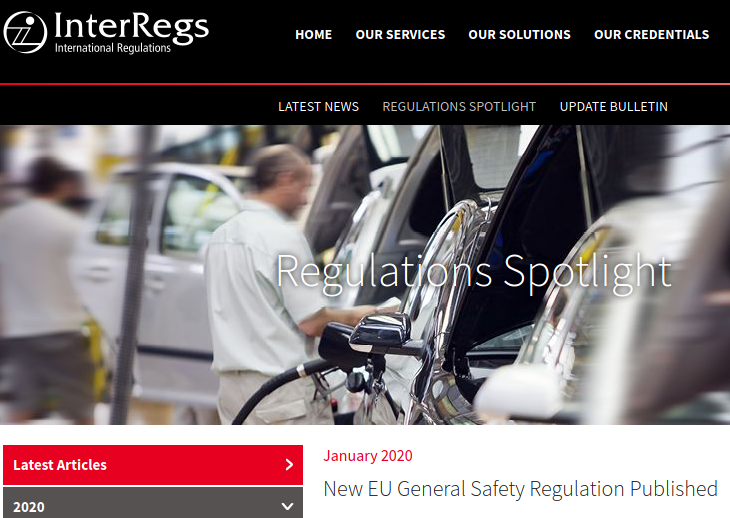 InterRegs
International Regulations
HOME OUR SERVICES OUR SOLUTIONS OUR CREDENTIALS
LATEST NEWS REGULATIONS SPOTLIGHT UPDATE BULLETIN
Regulations Spotlight
Latest Articles
2020
January 2020
New EU General Safety Regulation Published